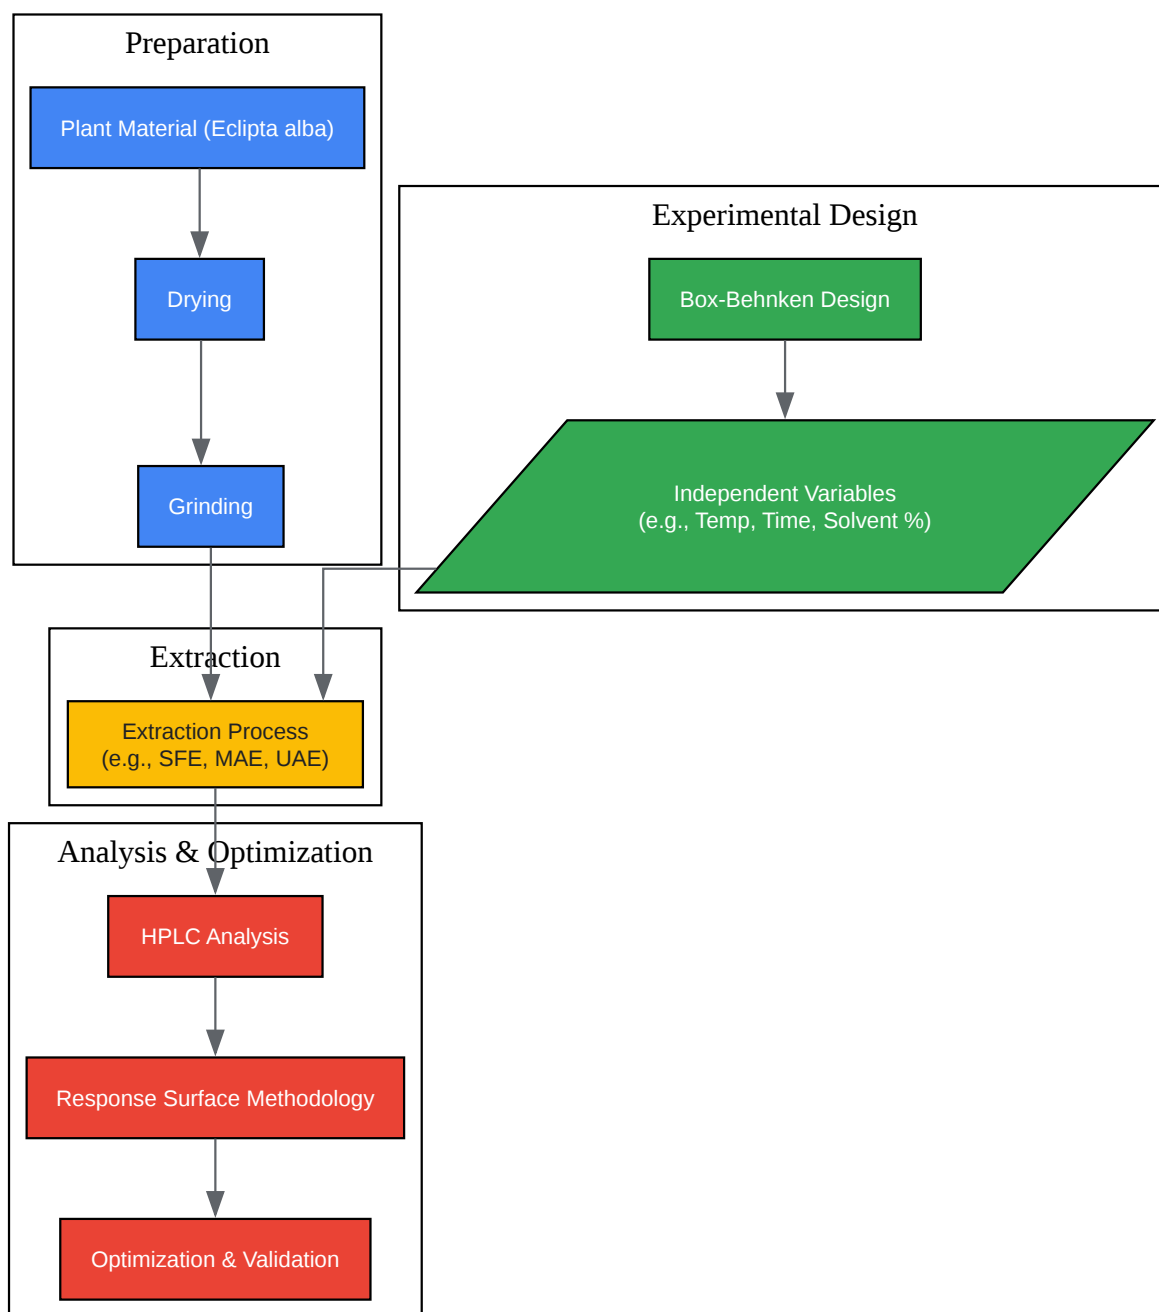 Preparation
Plant Material (Eclipta alba)
Drying
Grinding
Experimental Design
Box-Behnken Design
Independent Variables
(e.g., Temp, Time, Solvent %)
Extraction
Extraction Process
(e.g., SFE, MAE, UAE)
Analysis & Optimization
HPLC Analysis
Response Surface Methodology
Optimization & Validation